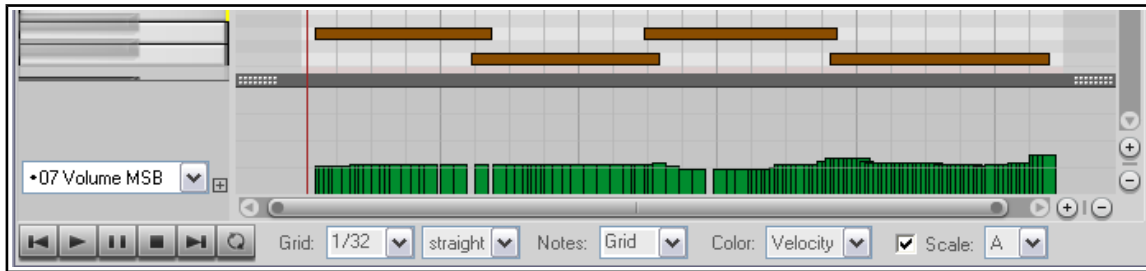 •07 Volume MSB
Grid: 1/32 straight Notes: Grid Color: Velocity Scale: A